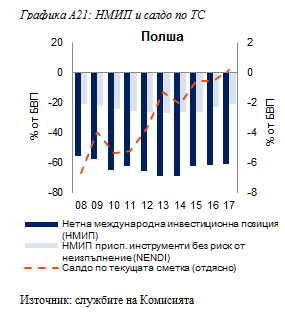 Графика А21: НМИП и салдо по ТС
Полша
20 2
0 0
-20 -2
-40 -4
-60 -6
-80 -8
% от БВП
% от БВП
08 09 10 11 12 13 14 15 16 17
Нетна международна инвестиционна позиция
(НМИП)
НМИП присп. инструменти без риск от
неизпълнение (NENDI)
Салдо по текущата сметка (отдясно)
Източник: службите на Комисията